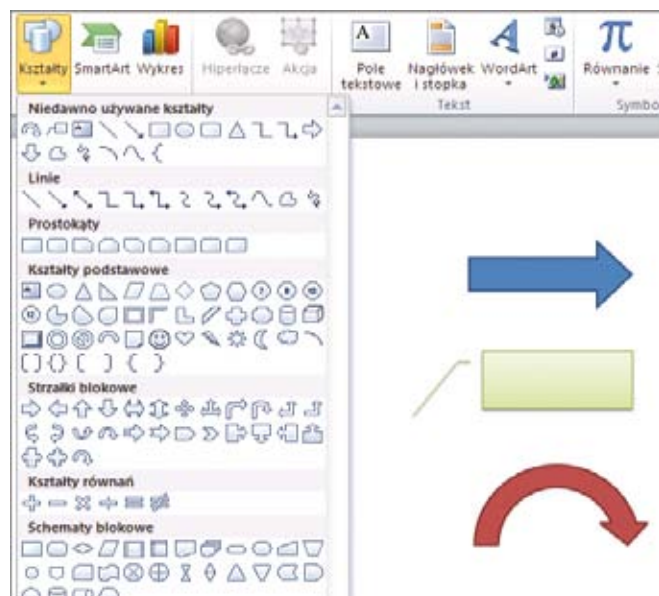 Kształty SmartArt Wykres Hiperłącze Akcja Pole tekstowe Nagłówek i stopka WordArt Równanie
Tekst
Niedawno używane kształty
Linie
Prostokąty
Kształty podstawowe
Strzałki blokowe
Kształty równań
Schematy blokowe